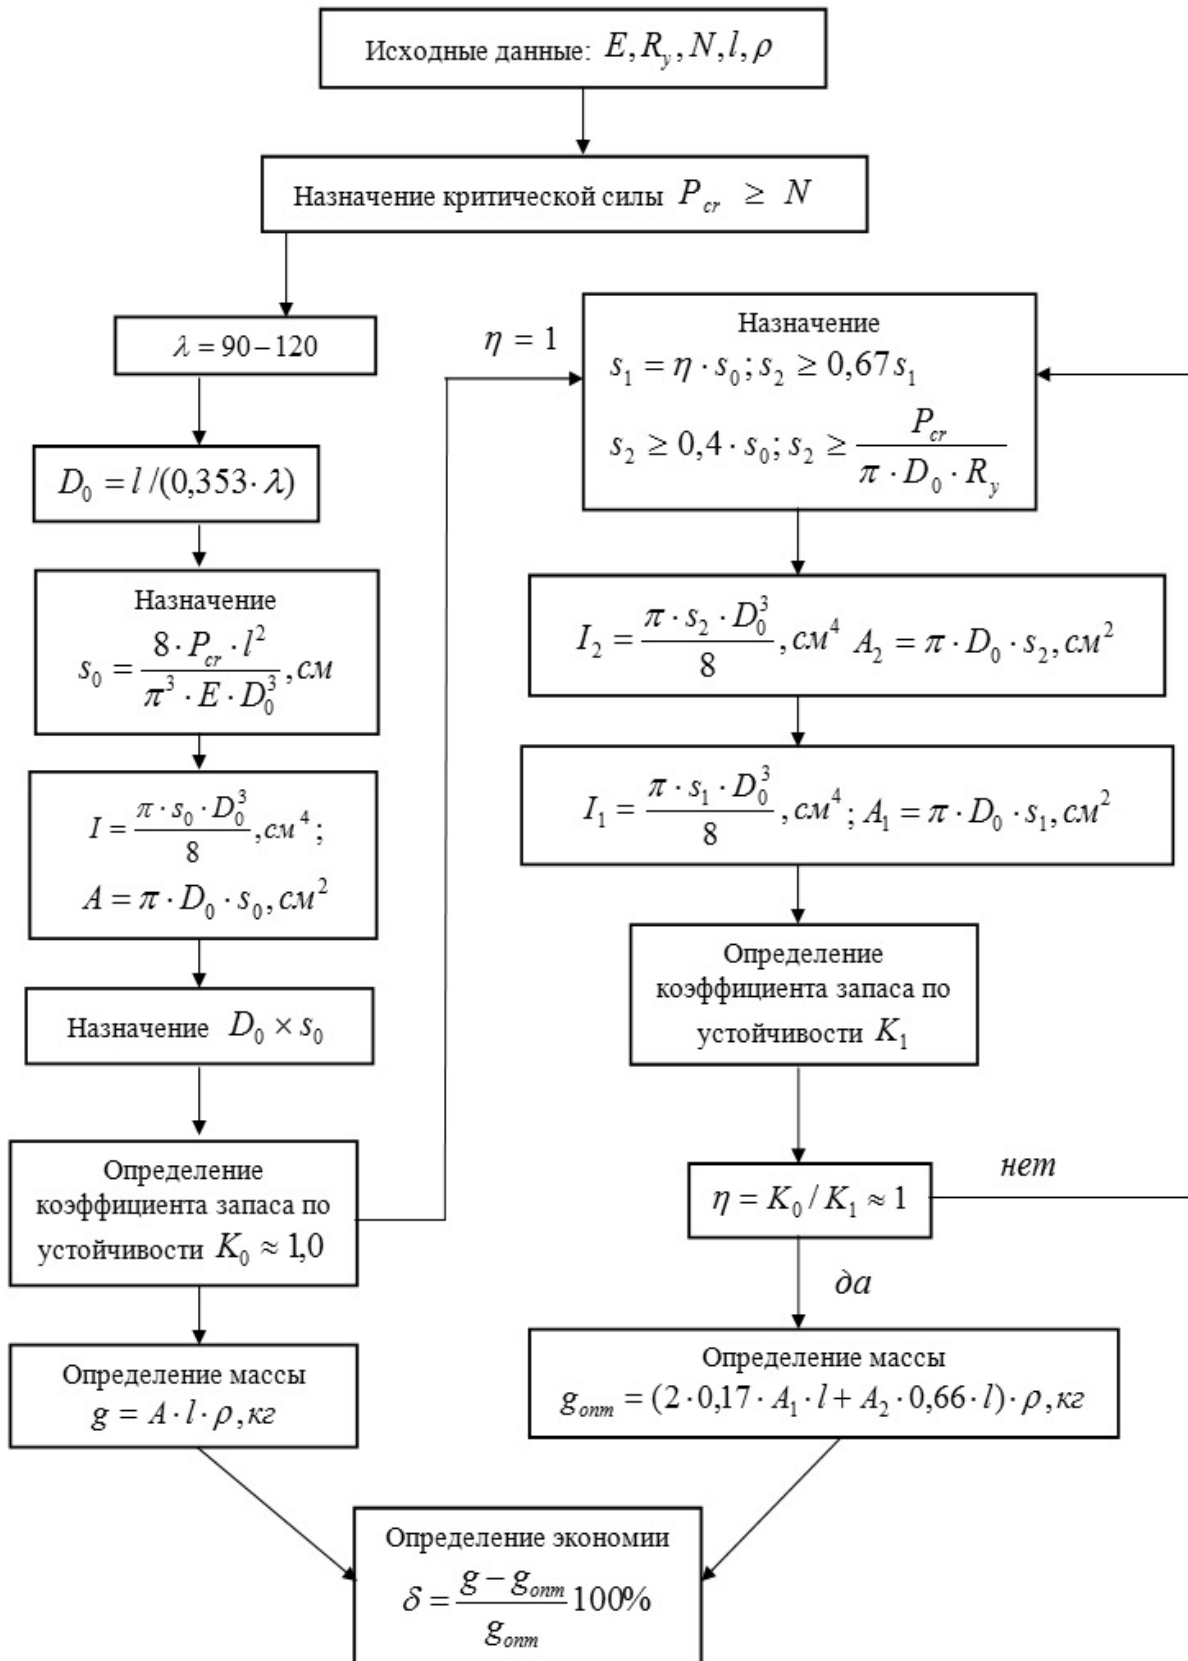 Исходные данные: E, R_y, N, l, ρ
Назначение критической силы P_cr ≥ N
λ = 90 − 120
D_0 = l /(0,353 · λ)
Назначение
s_0 = (8 · P_cr · l^2) / (π^3 · E · D_0^3), см
I = (π · s_0 · D_0^3) / 8, см^4;
A = π · D_0 · s_0, см^2
Назначение D_0 × s_0
Определение
коэффициента запаса по
устойчивости K_0 ≈ 1,0
Определение массы
g = A · l · ρ, кг
η = 1
Назначение
s_1 = η · s_0; s_2 ≥ 0,67 s_1
s_2 ≥ 0,4 · s_0; s_2 ≥ P_cr / (π · D_0 · R_y)
I_2 = (π · s_2 · D_0^3) / 8, см^4 A_2 = π · D_0 · s_2, см^2
I_1 = (π · s_1 · D_0^3) / 8, см^4; A_1 = π · D_0 · s_1, см^2
Определение
коэффициента запаса по
устойчивости K_1
η = K_0 / K_1 ≈ 1
нет
да
Определение массы
g_опт = (2 · 0,17 · A_1 · l + A_2 · 0,66 · l) · ρ, кг
Определение экономии
δ = (g − g_опт) / g_опт 100%